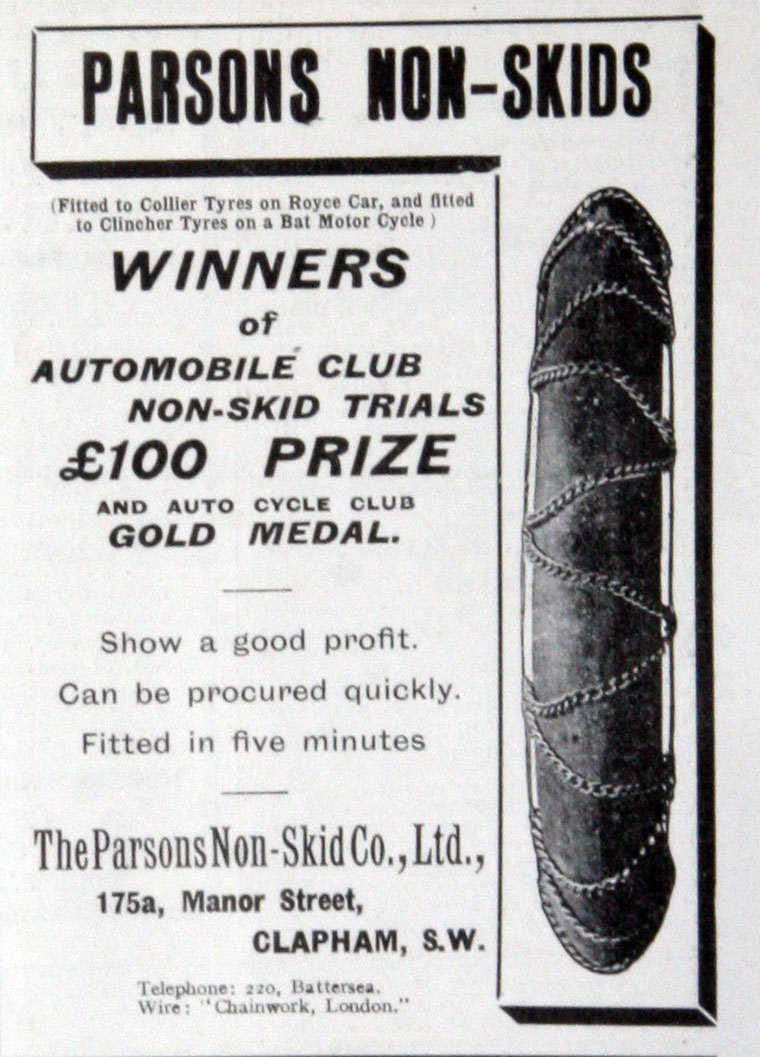 PARSONS NON-SKIDS
(Fitted to Collier Tyres on Royce Car, and fitted
to Clincher Tyres on a Bat Motor Cycle )
WINNERS
of
AUTOMOBILE CLUB
NON-SKID TRIALS
£100 PRIZE
AND AUTO CYCLE CLUB
GOLD MEDAL.
Show a good profit.
Can be procured quickly.
Fitted in five minutes
The Parsons Non-Skid Co., Ltd.,
175a, Manor Street,
CLAPHAM, S.W.
Telephone: 220, Battersea.
Wire: "Chainwork, London."